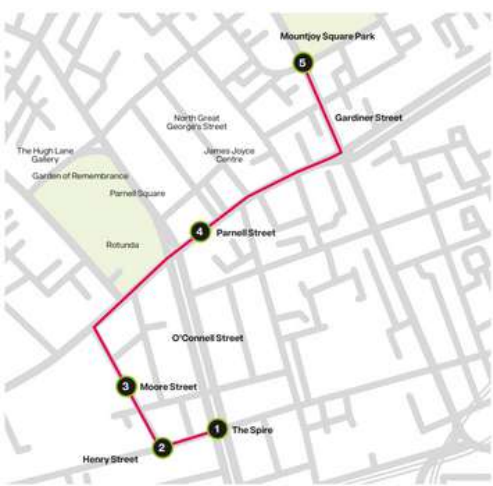 Mountjoy Square Park
5
Gardiner Street
North Great
George's Street
The Hugh Lane
Gallery
James Joyce
Centre
Garden of Remembrance
Parnell Square
4
Parnell Street
Rotunda
O'Connell Street
3
Moore Street
1
The Spire
2
Henry Street